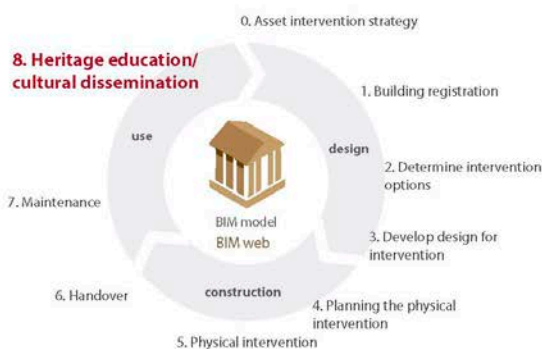 0. Asset intervention strategy
8. Heritage education/
cultural dissemination
1. Building registration
use
design
2. Determine intervention
options
7. Maintenance
BIM model
BIM web
3. Develop design for
intervention
6. Handover
construction
4. Planning the physical
intervention
5. Physical intervention